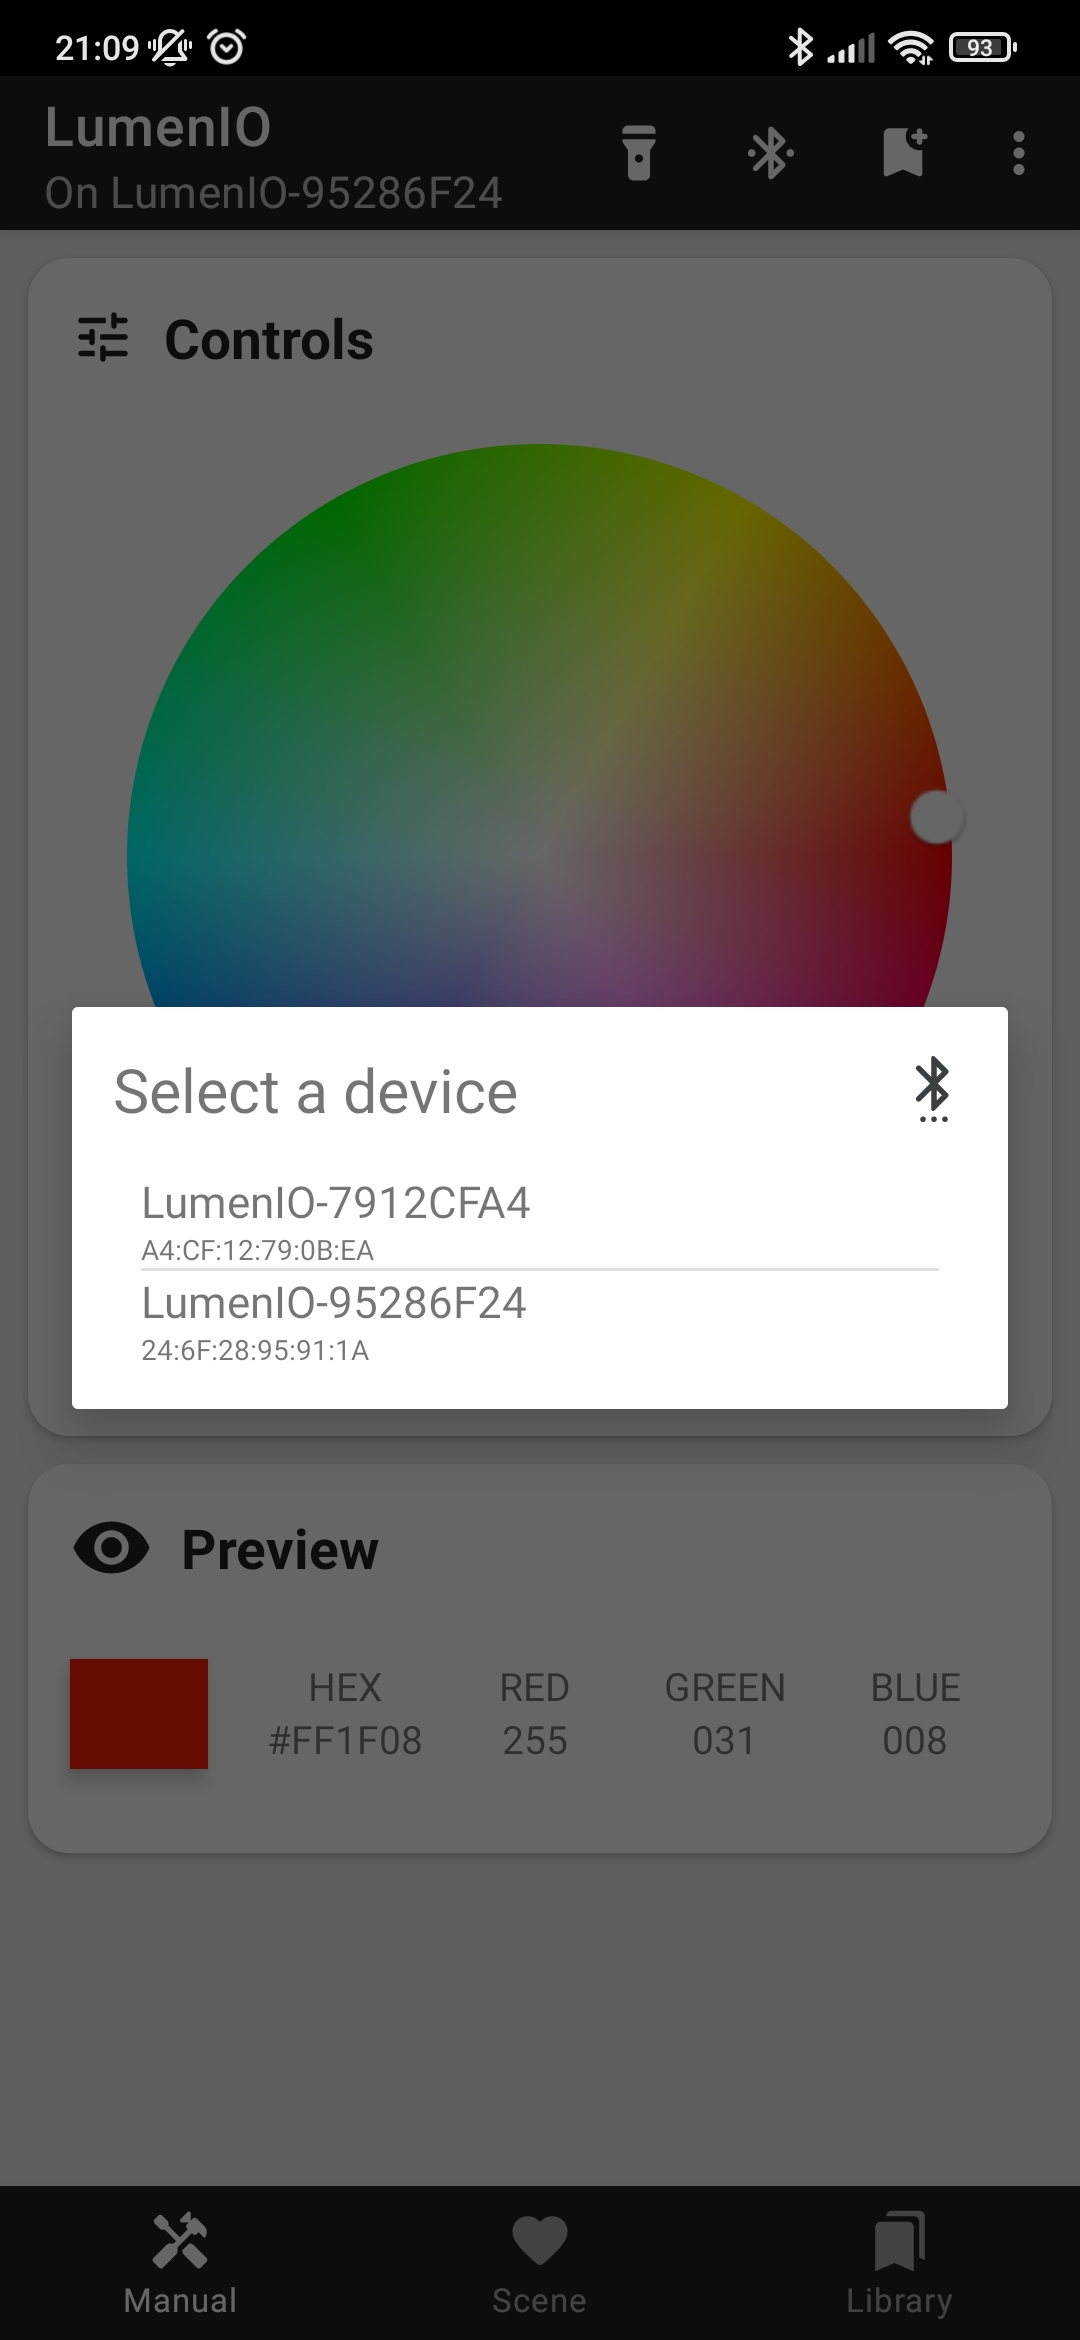 21:09
93
LumenIO
On LumenIO-95286F24
Controls
Select a device
LumenIO-7912CFA4
A4:CF:12:79:0B:EA
LumenIO-95286F24
24:6F:28:95:91:1A
Preview
HEX RED GREEN BLUE
#FF1F08 255 031 008
Manual Scene Library